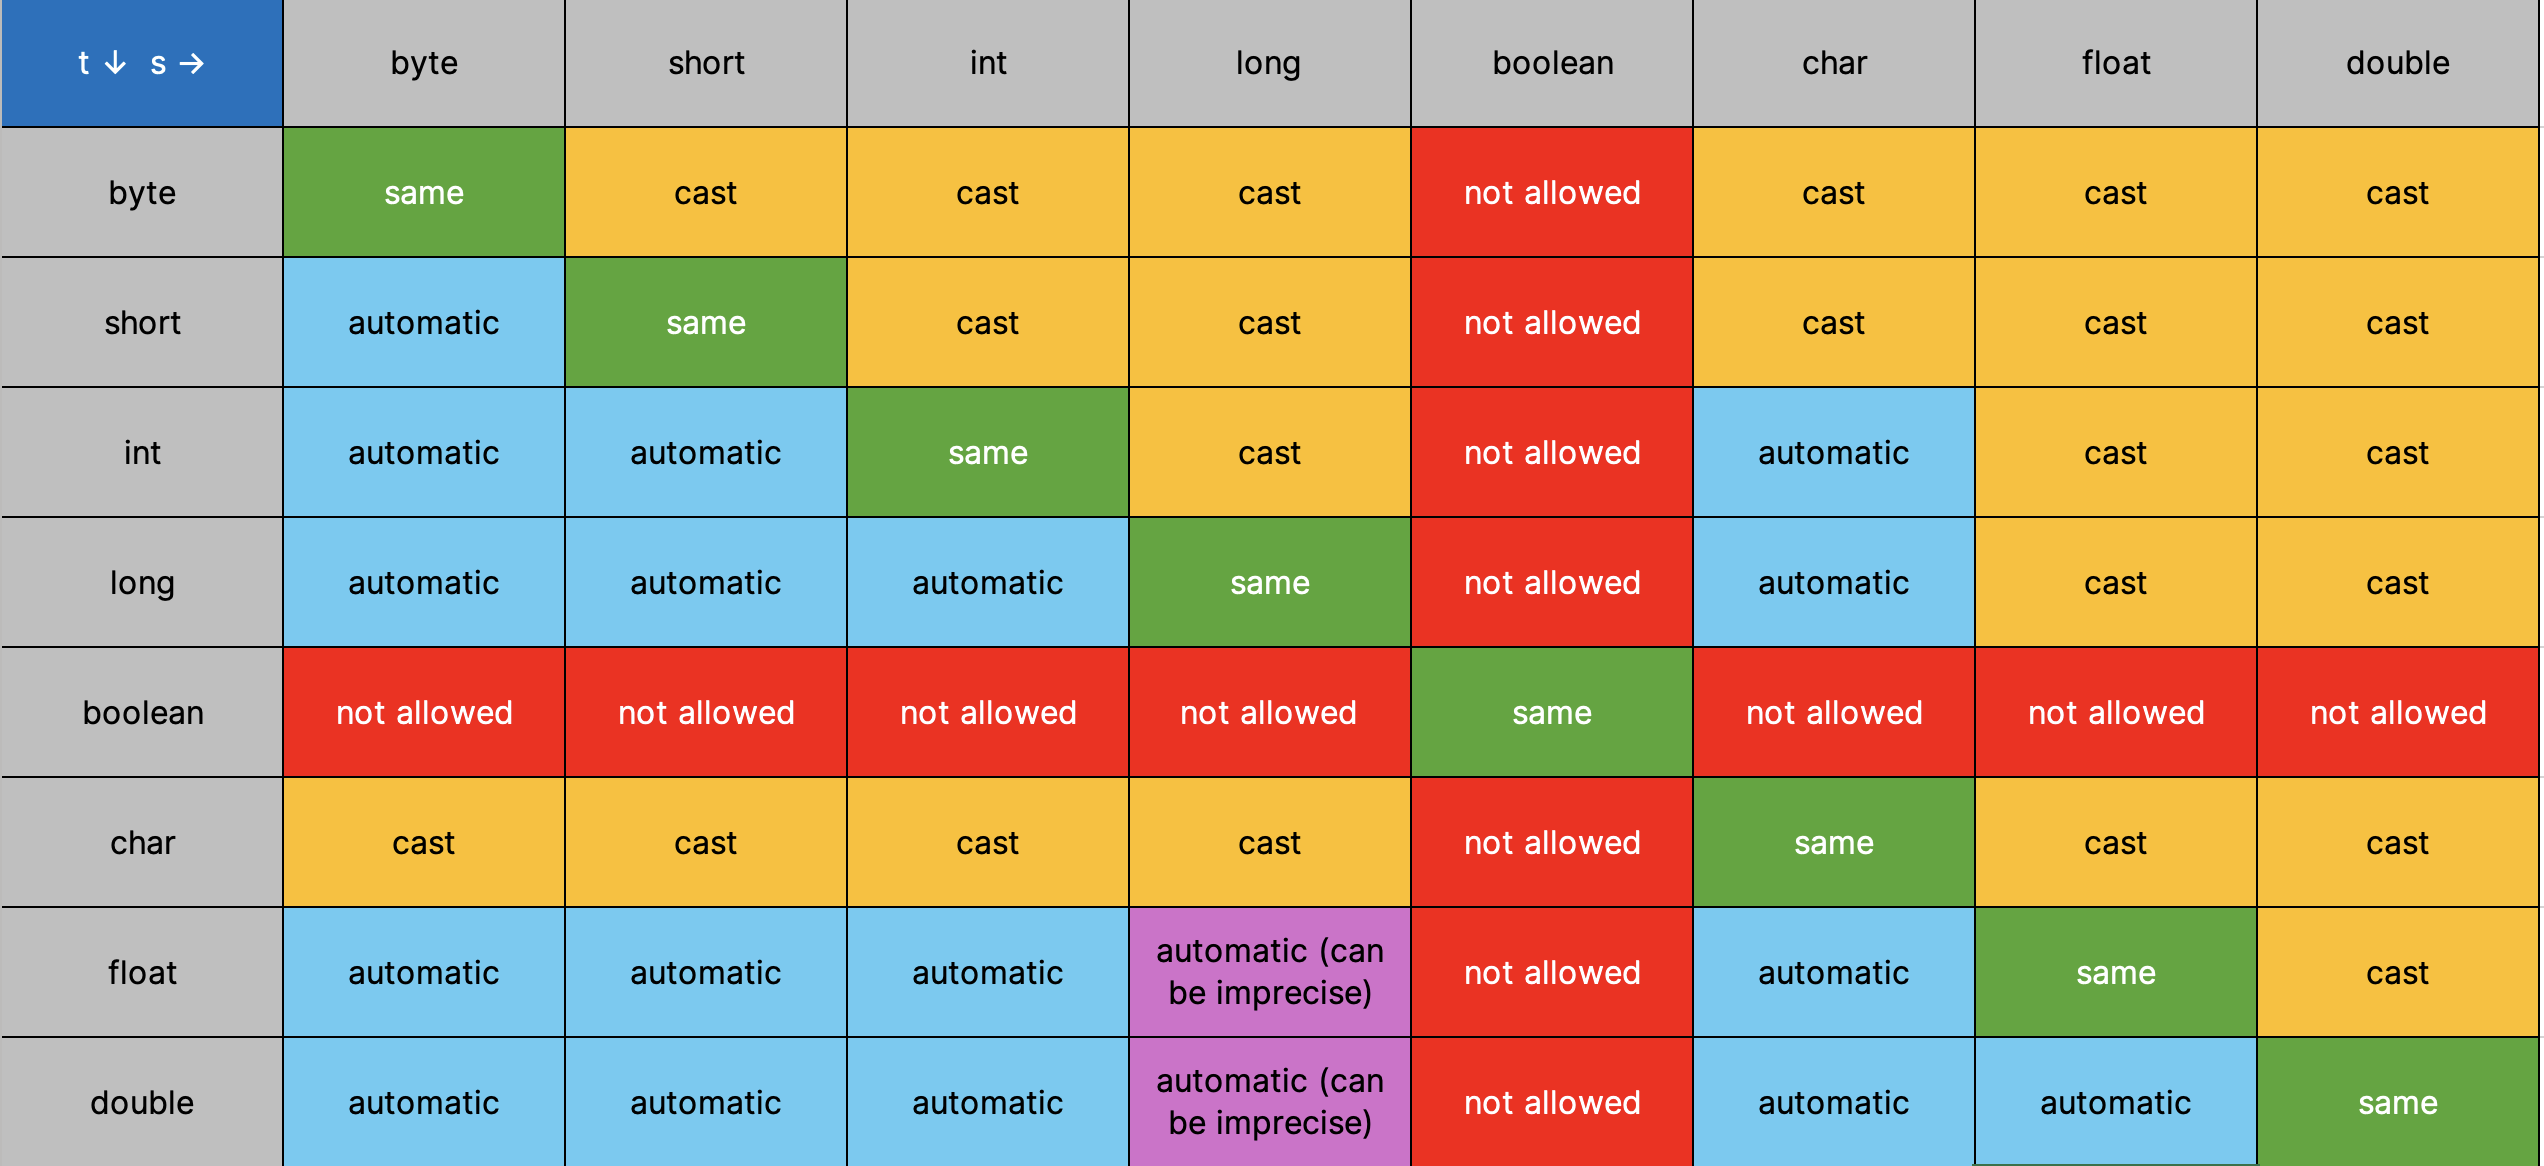 t ↓ s → byte short int long boolean char float double
byte same cast cast cast not allowed cast cast cast
short automatic same cast cast not allowed cast cast cast
int automatic automatic same cast not allowed automatic cast cast
long automatic automatic automatic same not allowed automatic cast cast
boolean not allowed not allowed not allowed not allowed same not allowed not allowed not allowed
char cast cast cast cast not allowed same cast cast
float automatic automatic automatic automatic (can be imprecise) not allowed automatic same cast
double automatic automatic automatic automatic (can be imprecise) not allowed automatic automatic same